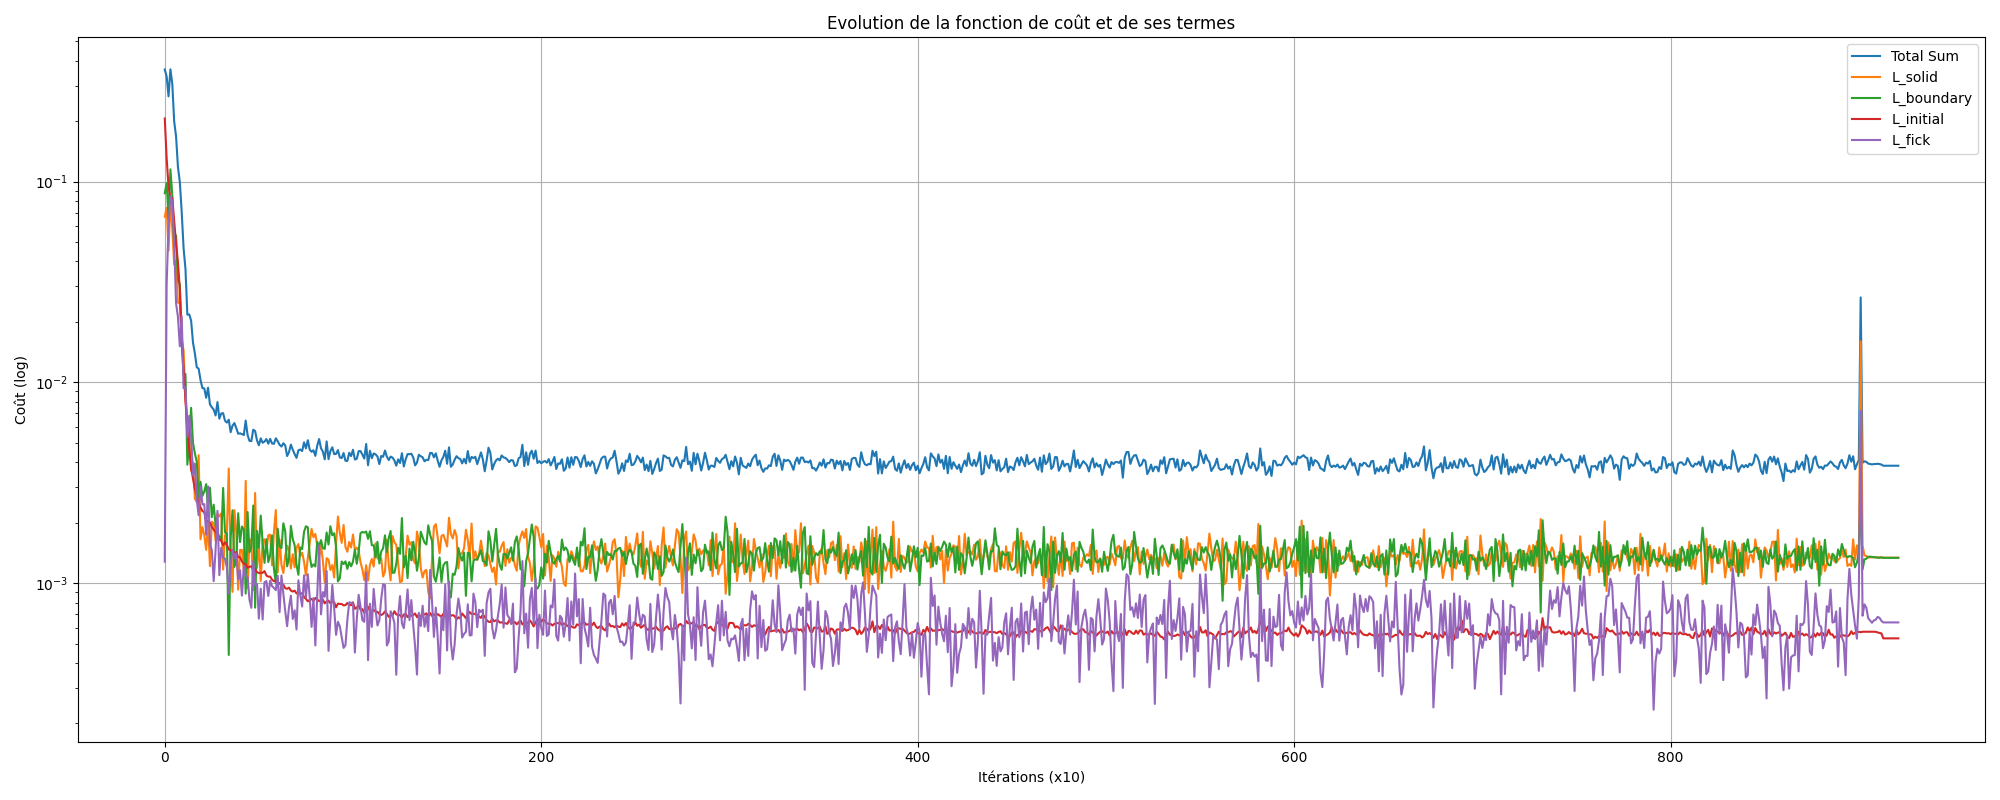 Evolution de la fonction de coût et de ses termes
Total Sum
L_solid
L_boundary
L_initial
L_fick
Coût (log)
10⁻¹
10⁻²
10⁻³
0
200
400
600
800
Itérations (x10)